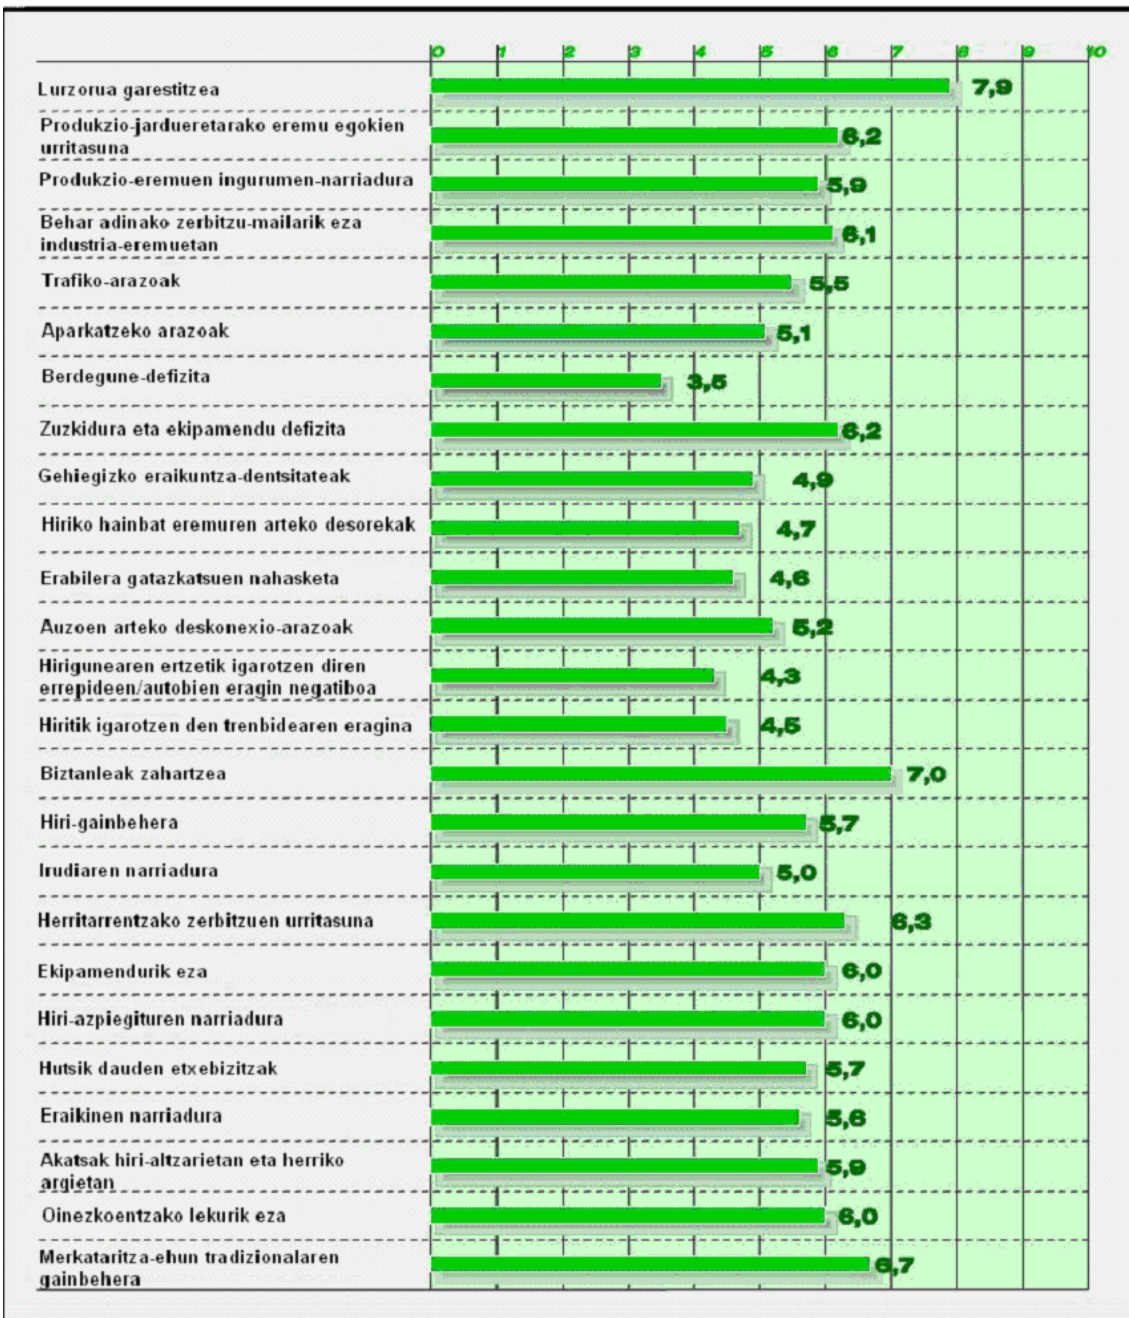 0 1 2 3 4 5 6 7 8 9 10
Lurzorua garestitzea 7,9
Produkzio-jardueretarako eremu egokien
urritasuna 6,2
Produkzio-eremuen ingurumen-narriadura 5,9
Behar adinako zerbitzu-mailarik eza
industria-eremuetan 6,1
Trafiko-arazoak 5,5
Aparkatzeko arazoak 5,1
Berdegune-defizita 3,5
Zuzkidura eta ekipamendu defizita 6,2
Gehiegizko eraikuntza-dentsitateak 4,9
Hiriko hainbat eremuren arteko desorekak 4,7
Erabilera gatazkatsuen nahasketa 4,6
Auzoen arteko deskonexio-arazoak 5,2
Hirigunearen ertzetik igarotzen diren
errepideen/autobien eragin negatiboa 4,3
Hiritik igarotzen den trenbidearen eragina 4,5
Biztanleak zahartzea 7,0
Hiri-gainbehera 5,7
Irudiaren narriadura 5,0
Herritarrentzako zerbitzuen urritasuna 6,3
Ekipamendurik eza 6,0
Hiri-azpiegituren narriadura 6,0
Hutsik dauden etxebizitzak 5,7
Eraikinen narriadura 5,6
Akatsak hiri-altzarietan eta herriko
argietan 5,9
Oinezkoentzako lekurik eza 6,0
Merkataritza-ehun tradizionalaren
gainbehera 6,7